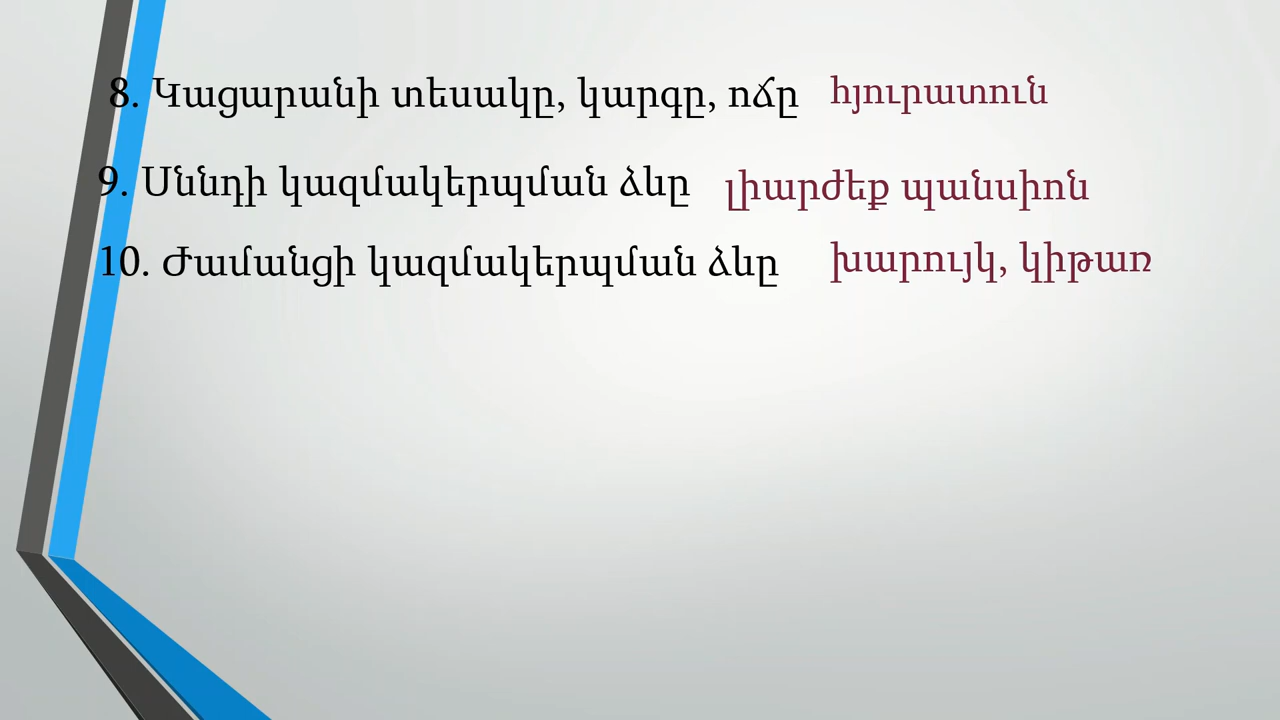 8. Կացարանի տեսակը, կարգը, ոճը հյուրատուն
9. Սննդի կազմակերպման ձևը լիարժեք պանսիոն
10. Ժամանցի կազմակերպման ձևը խարույկ, կիթառ